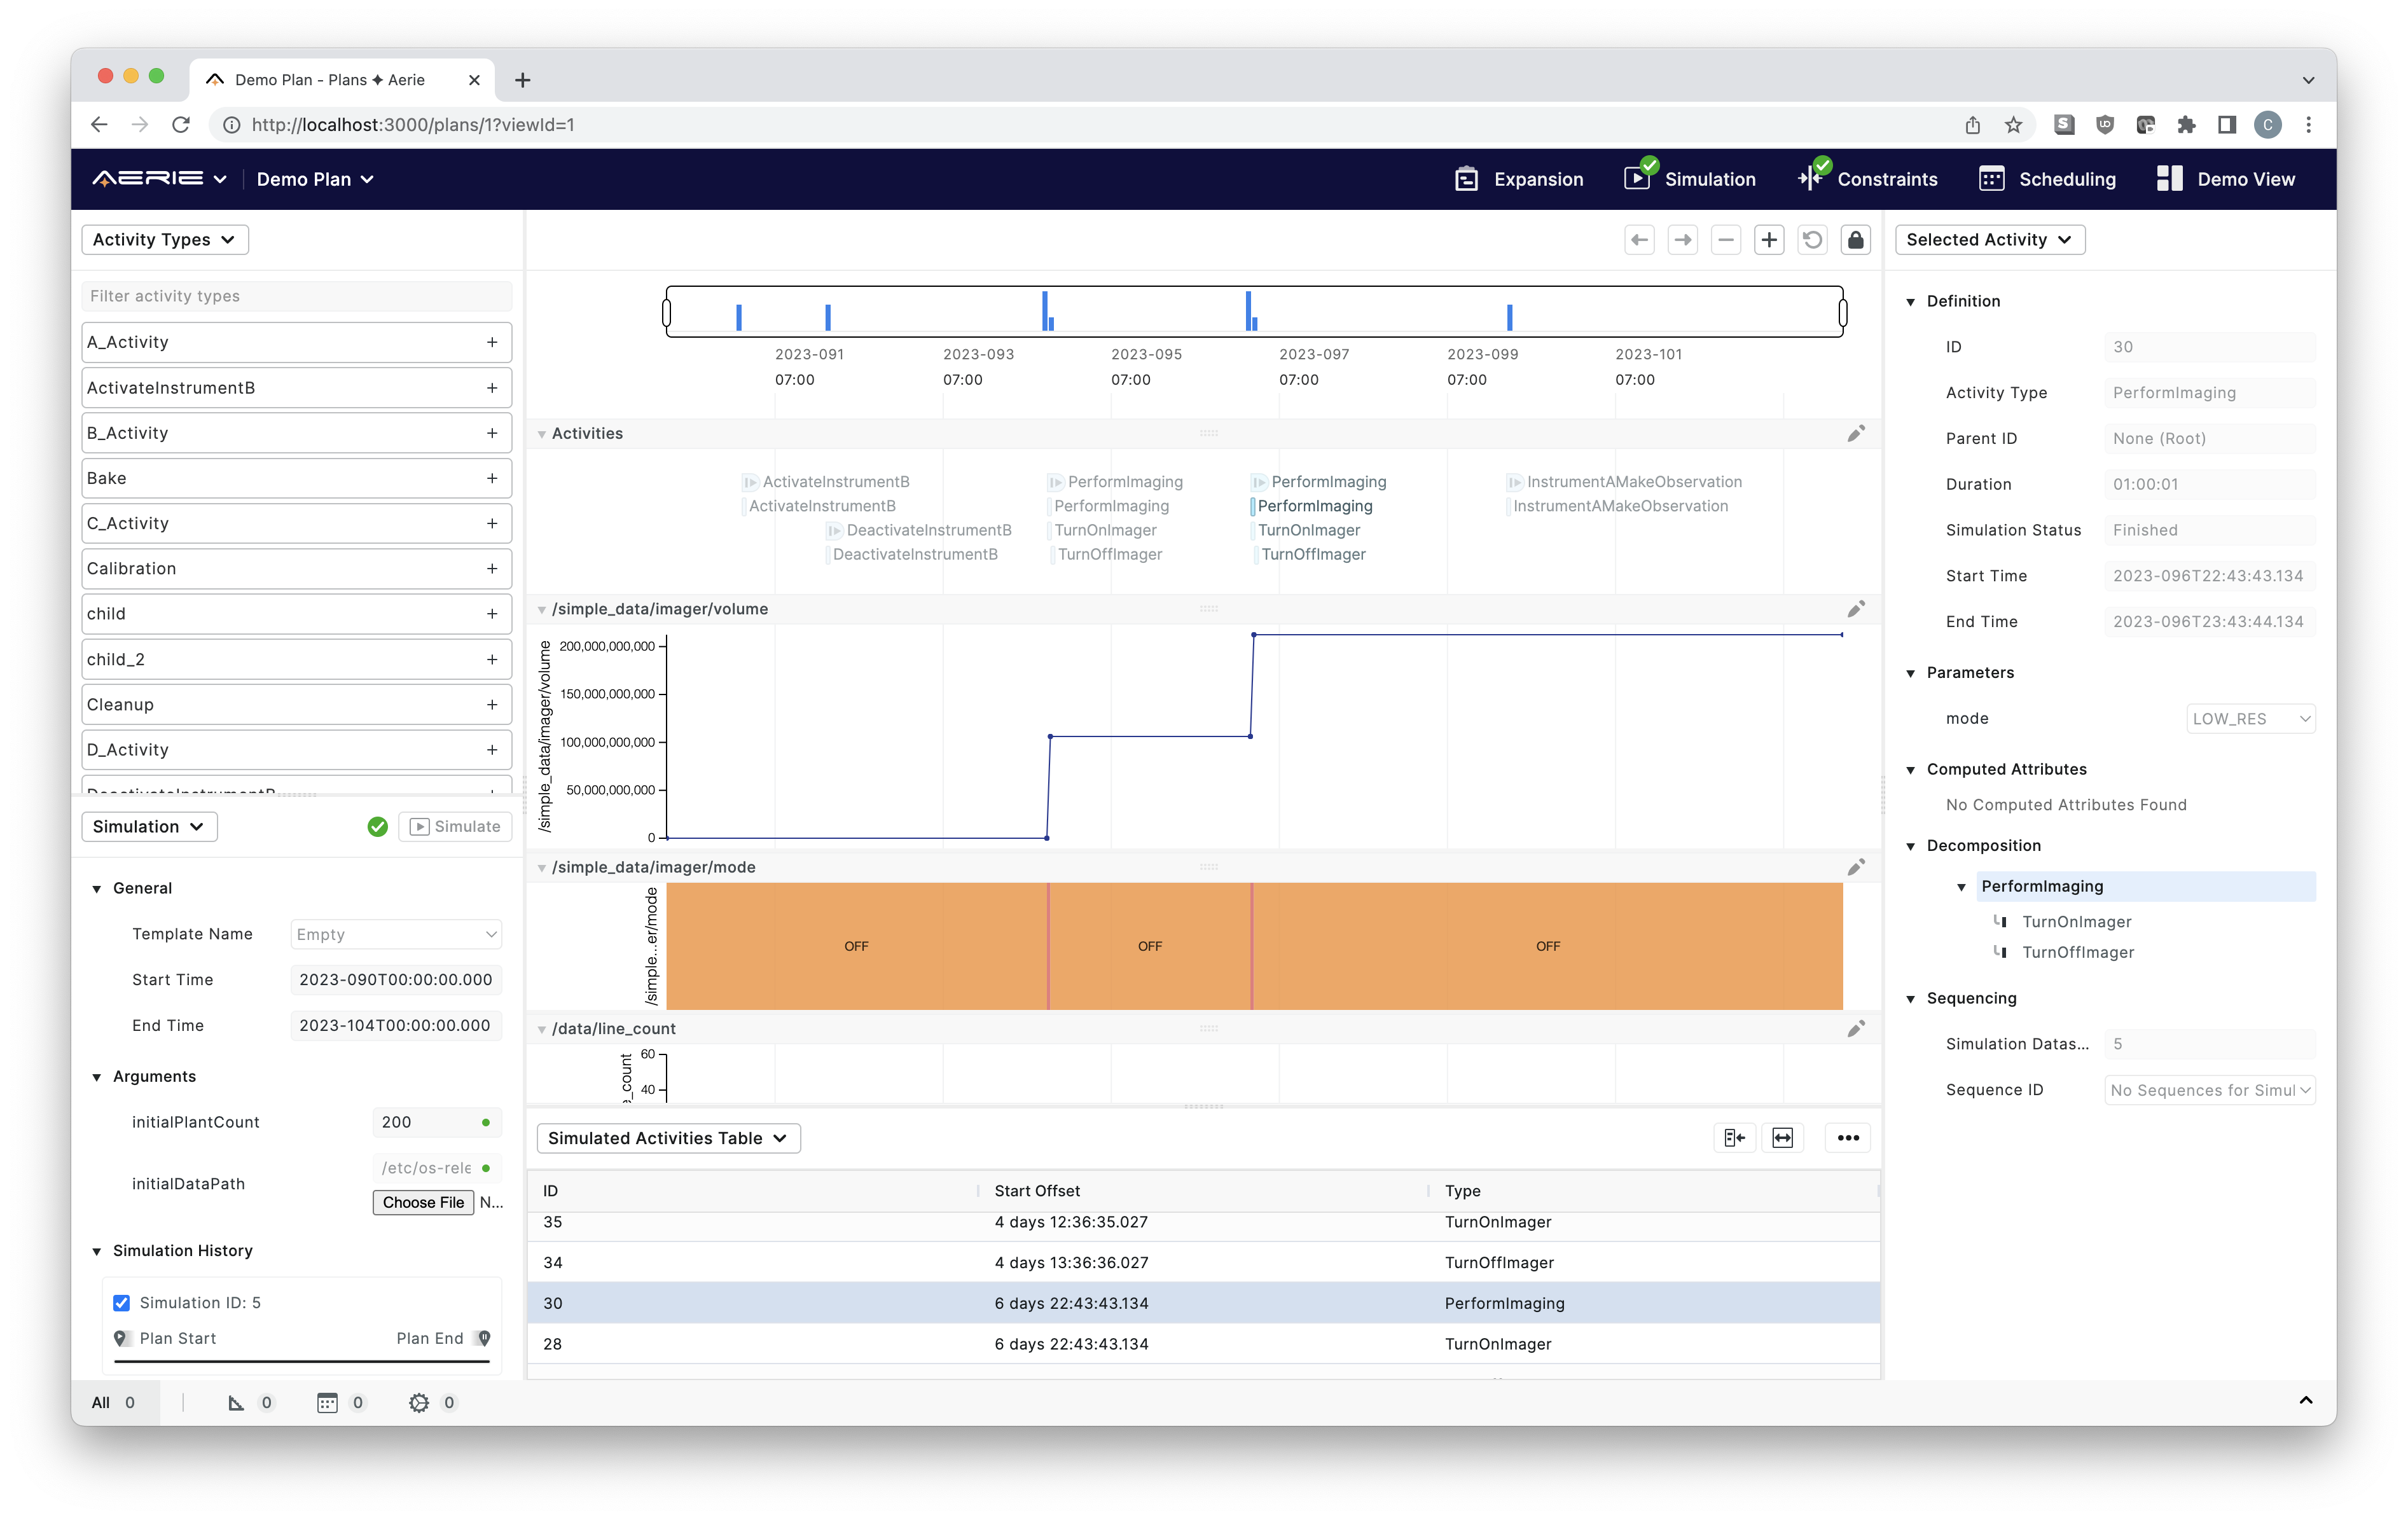 Demo Plan - Plans ✦ Aerie
http://localhost:3000/plans/1?viewId=1
C
AERIE
Demo Plan
Expansion
Simulation
Constraints
Scheduling
Demo View
Activity Types
Filter activity types
A_Activity +
ActivateInstrumentB +
B_Activity +
Bake +
C_Activity +
Calibration +
child +
child_2 +
Cleanup +
D_Activity +
DeactivateInstrumentB
Simulation
Simulate
General
Template Name Empty
Start Time 2023-090T00:00:00.000
End Time 2023-104T00:00:00.000
Arguments
initialPlantCount 200
initialDataPath /etc/os-rele
Choose File N...
Simulation History
Simulation ID: 5
Plan Start Plan End
2023-091 2023-093 2023-095 2023-097 2023-099 2023-101
07:00 07:00 07:00 07:00 07:00 07:00
Activities
ActivateInstrumentB PerformImaging PerformImaging InstrumentAMakeObservation
ActivateInstrumentB PerformImaging PerformImaging InstrumentAMakeObservation
DeactivateInstrumentB TurnOnImager TurnOnImager
DeactivateInstrumentB TurnOffImager TurnOffImager
/simple_data/imager/volume
/simple_data/imager/volume
200,000,000,000
150,000,000,000
100,000,000,000
50,000,000,000
0
/simple_data/imager/mode
/simple...er/mode
OFF OFF OFF
/data/line_count
e_count
60
40
Simulated Activities Table
ID Start Offset Type
35 4 days 12:36:35.027 TurnOnImager
34 4 days 13:36:36.027 TurnOffImager
30 6 days 22:43:43.134 PerformImaging
28 6 days 22:43:43.134 TurnOnImager
Selected Activity
Definition
ID 30
Activity Type PerformImaging
Parent ID None (Root)
Duration 01:00:01
Simulation Status Finished
Start Time 2023-096T22:43:43.134
End Time 2023-096T23:43:44.134
Parameters
mode LOW_RES
Computed Attributes
No Computed Attributes Found
Decomposition
PerformImaging
TurnOnImager
TurnOffImager
Sequencing
Simulation Datas... 5
Sequence ID No Sequences for Simul
All 0 0 0 0